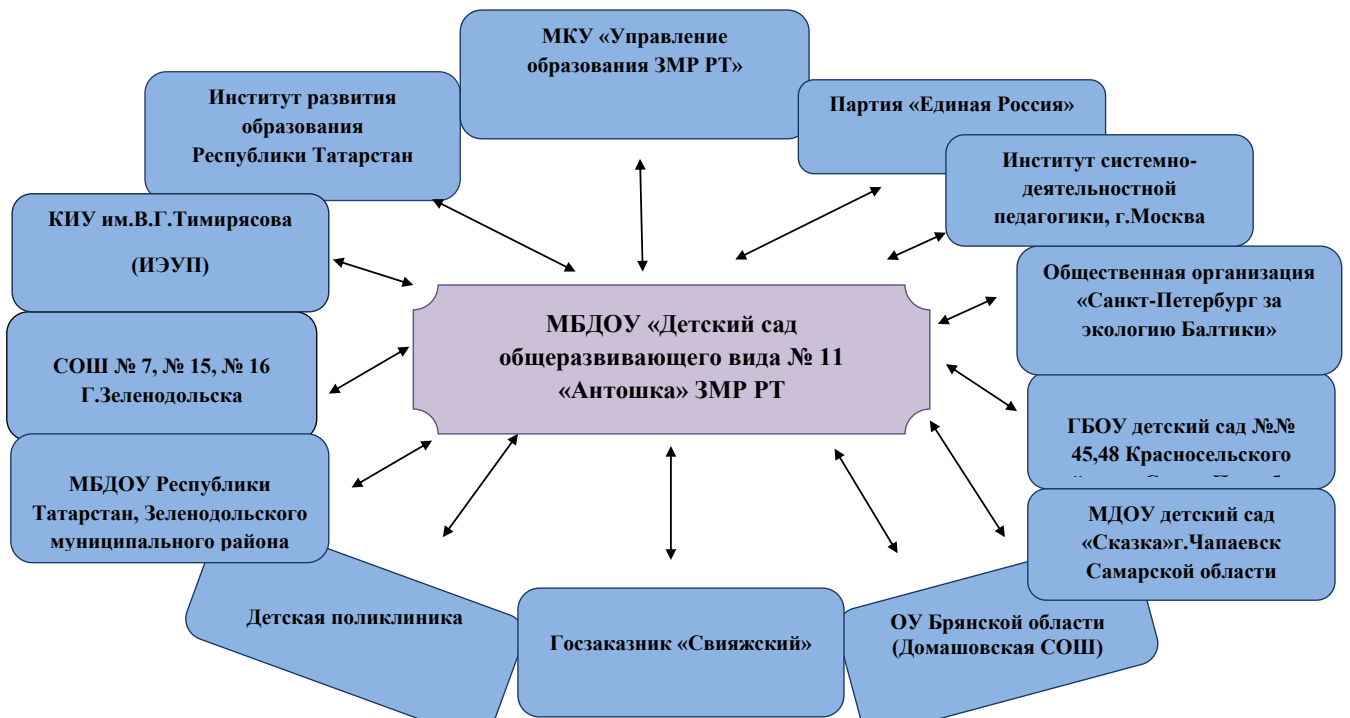 МКУ «Управление
образования ЗМР РТ»
Институт развития
образования
Республики Татарстан
Партия «Единая Россия»
Институт системно-
деятельностной
педагогики, г.Москва
КИУ им.В.Г.Тимирясова
(ИЭУП)
Общественная организация
«Санкт-Петербург за
экологию Балтики»
МБДОУ «Детский сад
общеразвивающего вида № 11
«Антошка» ЗМР РТ
СОШ № 7, № 15, № 16
Г.Зеленодольска
ГБОУ детский сад №№
45,48 Красносельского
МБДОУ Республики
Татарстан, Зеленодольского
муниципального района
МДОУ детский сад
«Сказка»г.Чапаевск
Самарской области
Детская поликлиника
Госзаказник «Свияжский»
ОУ Брянской области
(Домашовская СОШ)